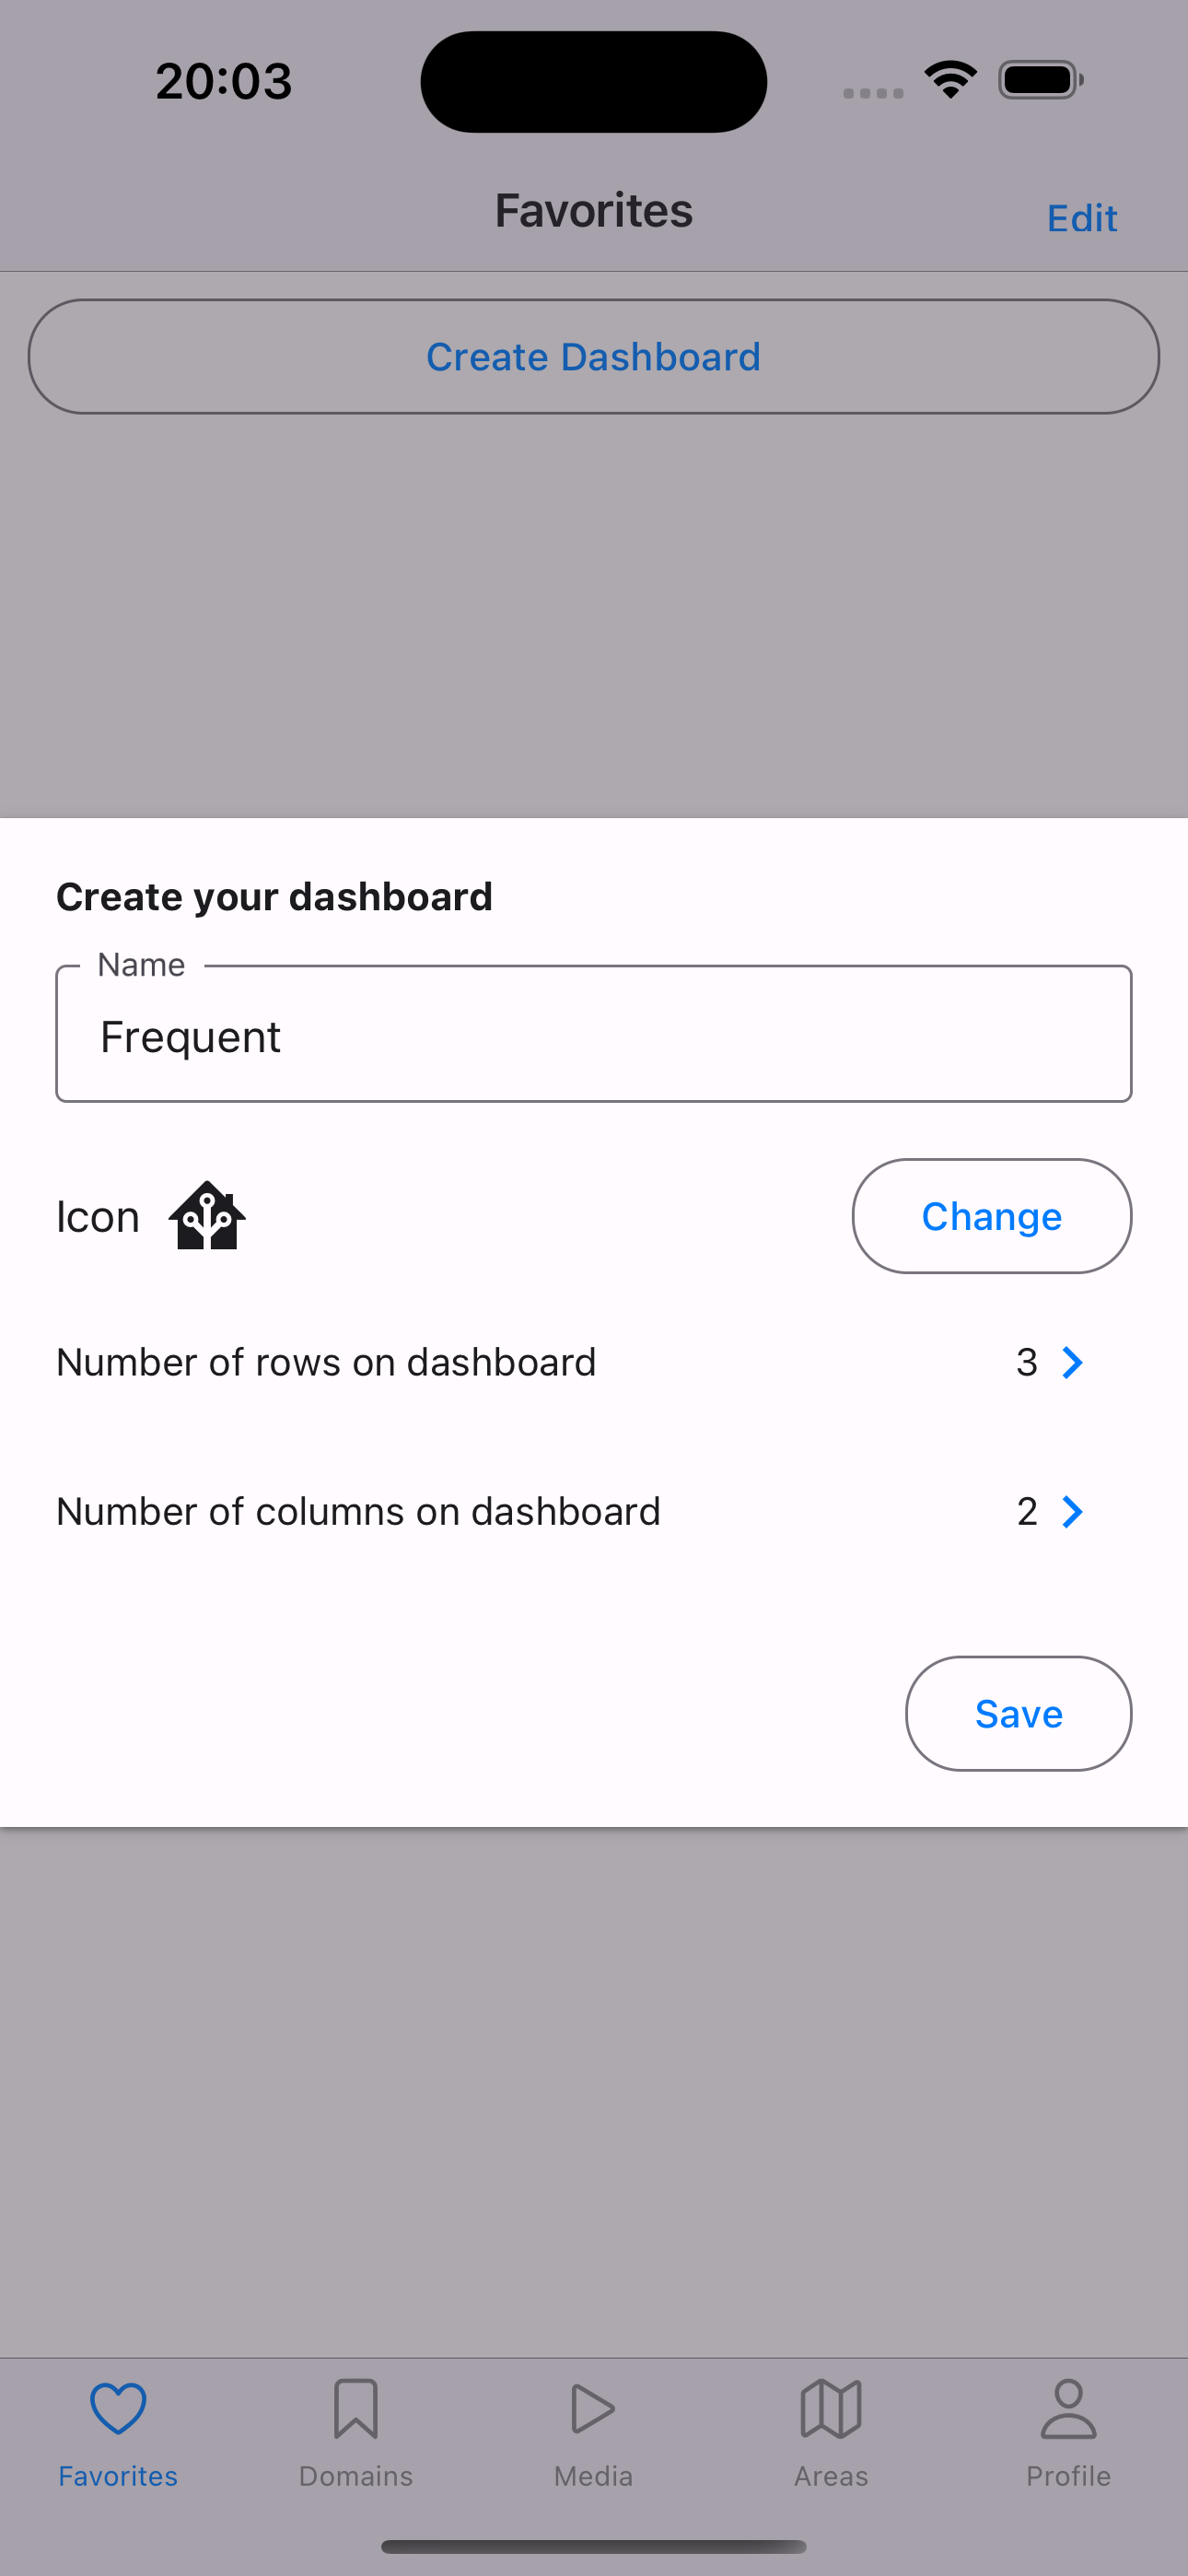 20:03
Favorites
Edit
Create Dashboard
Create your dashboard
Name
Frequent
Icon
Change
Number of rows on dashboard 3
Number of columns on dashboard 2
Save
Favorites Domains Media Areas Profile